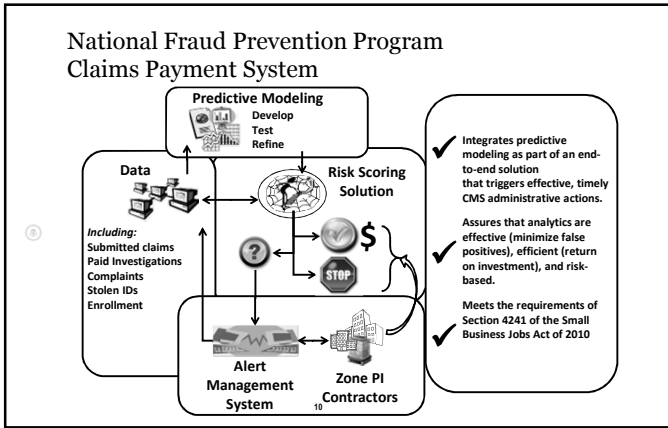 National Fraud Prevention Program
Claims Payment System
Predictive Modeling
Develop
Test
Refine
Data
Risk Scoring
Solution
Including:
Submitted claims
Paid Investigations
Complaints
Stolen IDs
Enrollment
?
$
STOP
Alert
Management
System
Zone PI
Contractors
10
Integrates predictive
modeling as part of an end-
to-end solution
that triggers effective, timely
CMS administrative actions.
Assures that analytics are
effective (minimize false
positives), efficient (return
on investment), and risk-
based.
Meets the requirements of
Section 4241 of the Small
Business Jobs Act of 2010